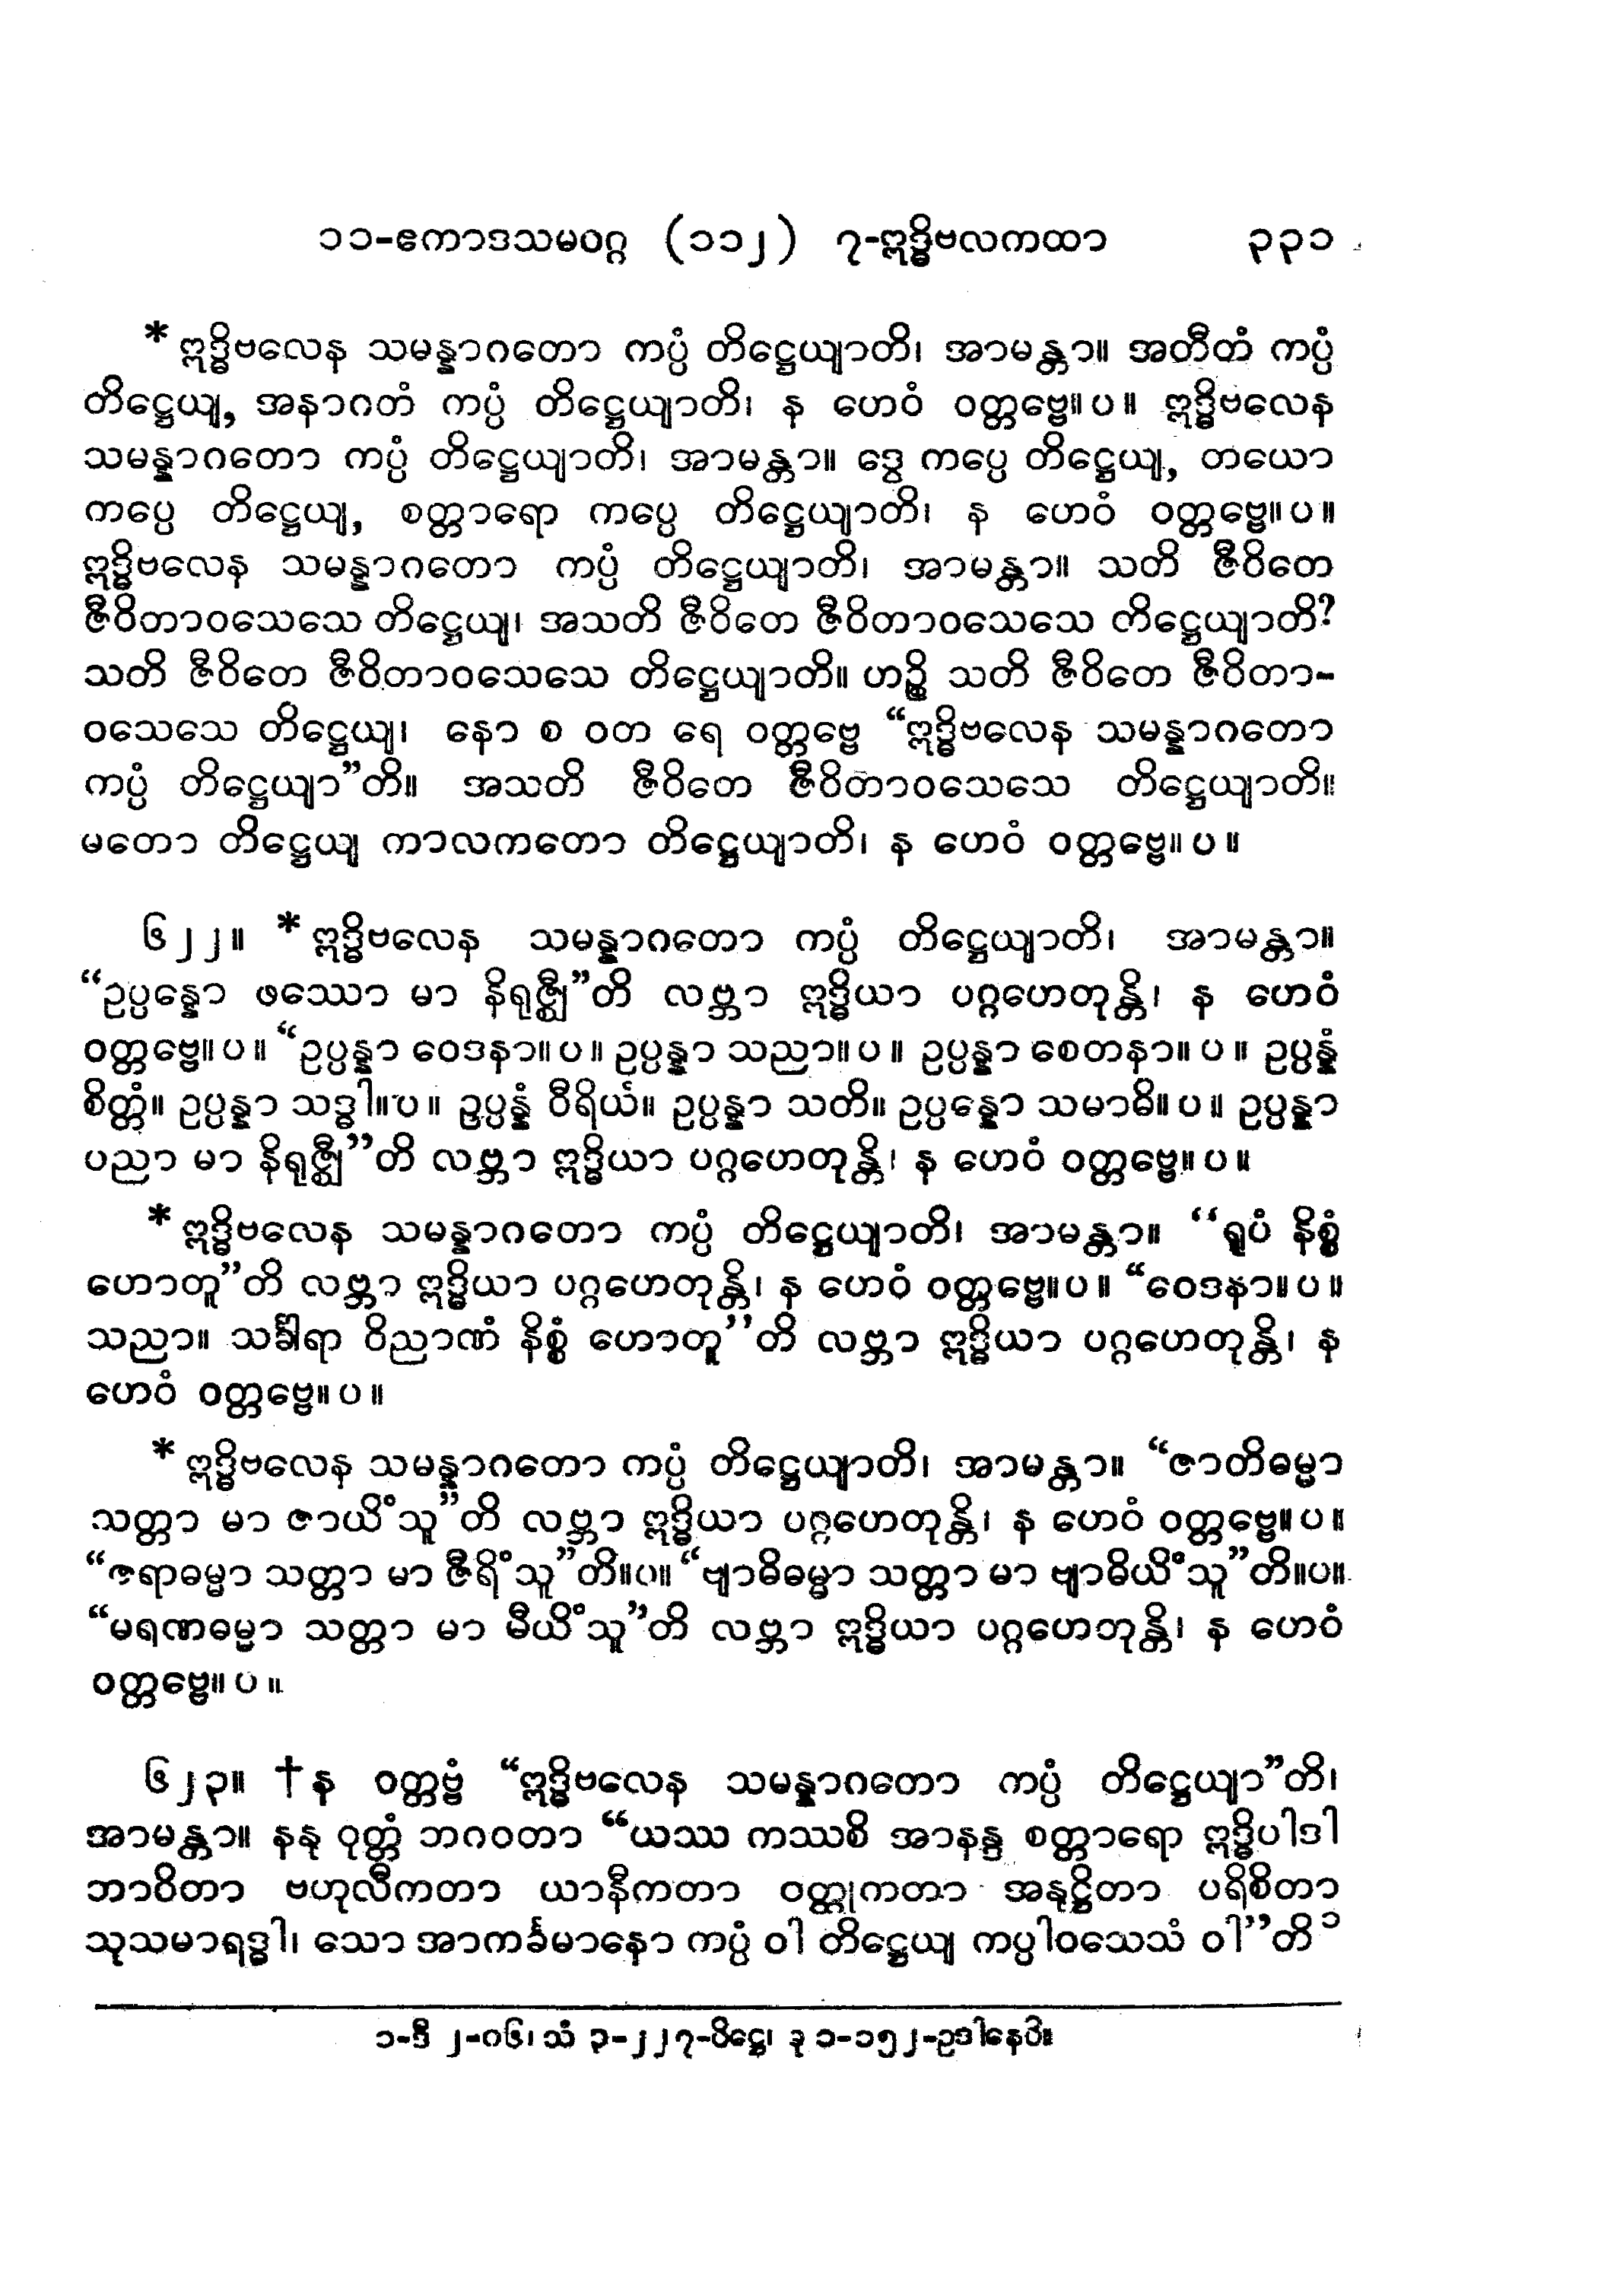 ၁၁-ဧကာဒသမဝဂ္ဂ (၁၁၂) ၇-ဣဒ္ဓိဗလကထာ ၃၃၁
* ဣဒ္ဓိဗလေန သမန္နာဂတော ကပ္ပံ တိဋ္ဌေယျာတိ၊ အာမန္တာ။ အတီတံ ကပ္ပံ
တိဋ္ဌေယျ, အနာဂတံ ကပ္ပံ တိဋ္ဌေယျာတိ၊ န ဟေဝံ ဝတ္တဗ္ဗေ။ပ။ ဣဒ္ဓိဗလေန
သမန္နာဂတော ကပ္ပံ တိဋ္ဌေယျာတိ၊ အာမန္တာ။ ဒွေ ကပ္ပေ တိဋ္ဌေယျ, တယော
ကပ္ပေ တိဋ္ဌေယျ, စတ္တာရော ကပ္ပေ တိဋ္ဌေယျာတိ၊ န ဟေဝံ ဝတ္တဗ္ဗေ။ပ။
ဣဒ္ဓိဗလေန သမန္နာဂတော ကပ္ပံ တိဋ္ဌေယျာတိ၊ အာမန္တာ။ သတိ ဇီဝိတေ
ဇီဝိတာဝသေသေ တိဋ္ဌေယျ၊ အသတိ ဇီဝိတေ ဇီဝိတာဝသေသေ တိဋ္ဌေယျာတိ?
သတိ ဇီဝိတေ ဇီဝိတာဝသေသေ တိဋ္ဌေယျာတိ။ ဟဉ္စိ သတိ ဇီဝိတေ ဇီဝိတာ-
ဝသေသေ တိဋ္ဌေယျ၊ နော စ ဝတ ရေ ဝတ္တဗ္ဗေ “ဣဒ္ဓိဗလေန သမန္နာဂတော
ကပ္ပံ တိဋ္ဌေယျာ”တိ။ အသတိ ဇီဝိတေ ဇီဝိတာဝသေသေ တိဋ္ဌေယျာတိ။
မတော တိဋ္ဌေယျ ကာလကတော တိဋ္ဌေယျာတိ၊ န ဟေဝံ ဝတ္တဗ္ဗေ။ပ။
၆၂၂။ * ဣဒ္ဓိဗလေန သမန္နာဂတော ကပ္ပံ တိဋ္ဌေယျာတိ၊ အာမန္တာ။
“ဥပ္ပန္နော ဖဿော မာ နိရုဇ္ဈီ”တိ လဗ္ဘာ ဣဒ္ဓိယာ ပဂ္ဂဟေတုန္တိ၊ န ဟေဝံ
ဝတ္တဗ္ဗေ။ပ။ “ဥပ္ပန္နာ ဝေဒနာ။ပ။ ဥပ္ပန္နာ သညာ။ပ။ ဥပ္ပန္နာ စေတနာ။ပ။ ဥပ္ပန္နံ
စိတ္တံ။ ဥပ္ပန္နာ သဒ္ဓါ။ပ။ ဥပ္ပန္နံ ဝီရိယံ။ ဥပ္ပန္နာ သတိ။ ဥပ္ပန္နော သမာဓိ။ပ။ ဥပ္ပန္နာ
ပညာ မာ နိရုဇ္ဈီ”တိ လဗ္ဘာ ဣဒ္ဓိယာ ပဂ္ဂဟေတုန္တိ၊ န ဟေဝံ ဝတ္တဗ္ဗေ။ပ။
* ဣဒ္ဓိဗလေန သမန္နာဂတော ကပ္ပံ တိဋ္ဌေယျာတိ၊ အာမန္တာ။ “ရူပံ နိစ္စံ
ဟောတူ”တိ လဗ္ဘာ ဣဒ္ဓိယာ ပဂ္ဂဟေတုန္တိ၊ န ဟေဝံ ဝတ္တဗ္ဗေ။ပ။ “ဝေဒနာ။ပ။
သညာ။ သင်္ခါရာ ဝိညာဏံ နိစ္စံ ဟောတူ”တိ လဗ္ဘာ ဣဒ္ဓိယာ ပဂ္ဂဟေတုန္တိ၊ န
ဟေဝံ ဝတ္တဗ္ဗေ။ပ။
* ဣဒ္ဓိဗလေန သမန္နာဂတော ကပ္ပံ တိဋ္ဌေယျာတိ၊ အာမန္တာ။ “ဇာတိဓမ္မာ
သတ္တာ မာ ဇာယိံသူ”တိ လဗ္ဘာ ဣဒ္ဓိယာ ပဂ္ဂဟေတုန္တိ၊ န ဟေဝံ ဝတ္တဗ္ဗေ။ပ။
“ဇရာဓမ္မာ သတ္တာ မာ ဇီရိံသူ”တိ။ပ။ “ဗျာဓိဓမ္မာ သတ္တာ မာ ဗျာဓိယိံသူ”တိ။ပ။
“မရဏဓမ္မာ သတ္တာ မာ မီယိံသူ”တိ လဗ္ဘာ ဣဒ္ဓိယာ ပဂ္ဂဟေတုန္တိ၊ န ဟေဝံ
ဝတ္တဗ္ဗေ။ပ။
၆၂၃။ † န ဝတ္တဗ္ဗံ “ဣဒ္ဓိဗလေန သမန္နာဂတော ကပ္ပံ တိဋ္ဌေယျာ”တိ၊
အာမန္တာ။ နနု ဝုတ္တံ ဘဂဝတာ “ယဿ ကဿစိ အာနန္ဒ စတ္တာရော ဣဒ္ဓိပါဒါ
ဘာဝိတာ ဗဟုလီကတာ ယာနီကတာ ဝတ္ထုကတာ အနုဋ္ဌိတာ ပရိစိတာ
သုသမာရဒ္ဓါ၊ သော အာကင်္ခမာနော ကပ္ပံ ဝါ တိဋ္ဌေယျ ကပ္ပါဝသေသံ ဝါ”တိ ၁
၁-ဒီ ၂-၈၆၊ သံ ၃-၂၂၇-ပိဋ္ဌေ၊ ခု ၁-၁၅၂-ဥဒါနေပိ။